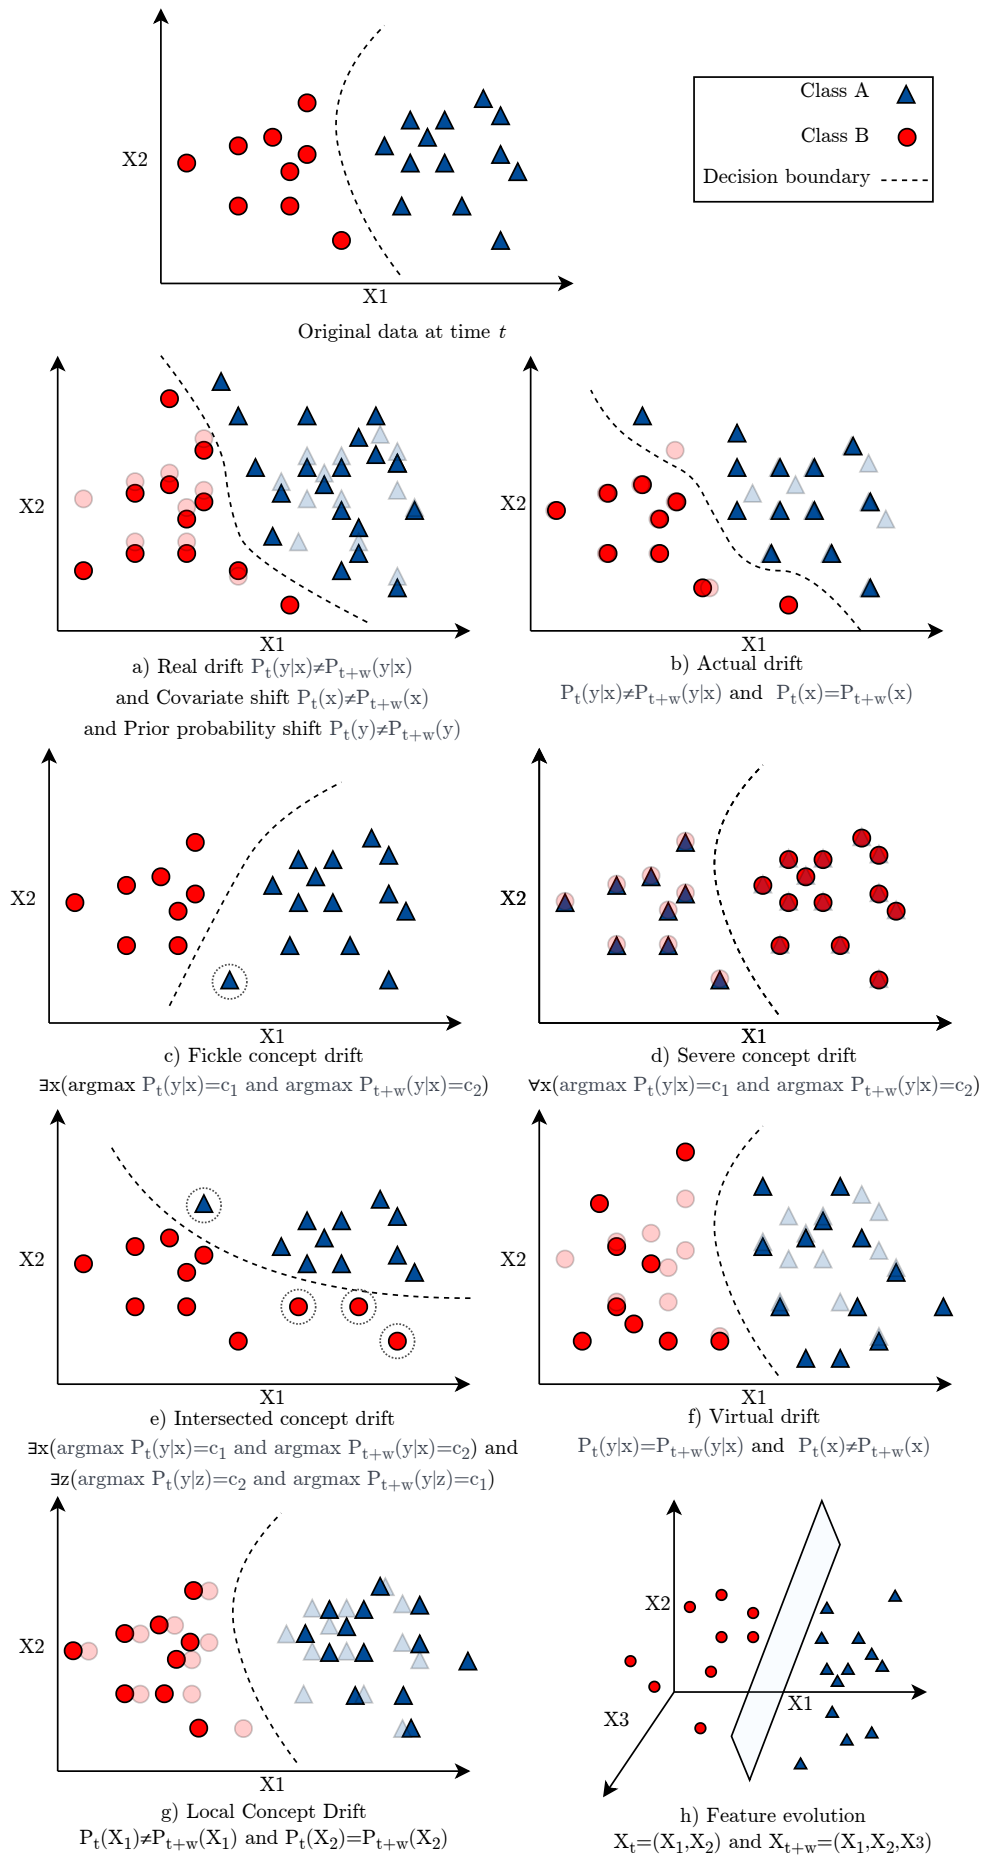 Class A
Class B
Decision boundary
X2
X1
Original data at time t
X2
X1
a) Real drift Pt(y|x)≠Pt+w(y|x)
and Covariate shift Pt(x)≠Pt+w(x)
and Prior probability shift Pt(y)≠Pt+w(y)
X2
X1
b) Actual drift
Pt(y|x)≠Pt+w(y|x) and Pt(x)=Pt+w(x)
X2
X1
c) Fickle concept drift
∃x(argmax Pt(y|x)=c1 and argmax Pt+w(y|x)=c2)
X2
X1
d) Severe concept drift
∀x(argmax Pt(y|x)=c1 and argmax Pt+w(y|x)=c2)
X2
X1
e) Intersected concept drift
∃x(argmax Pt(y|x)=c1 and argmax Pt+w(y|x)=c2) and
∃z(argmax Pt(y|z)=c2 and argmax Pt+w(y|z)=c1)
X2
X1
f) Virtual drift
Pt(y|x)=Pt+w(y|x) and Pt(x)≠Pt+w(x)
X2
X1
g) Local Concept Drift
Pt(X1)≠Pt+w(X1) and Pt(X2)=Pt+w(X2)
X2
X1
X3
h) Feature evolution
Xt=(X1,X2) and Xt+w=(X1,X2,X3)